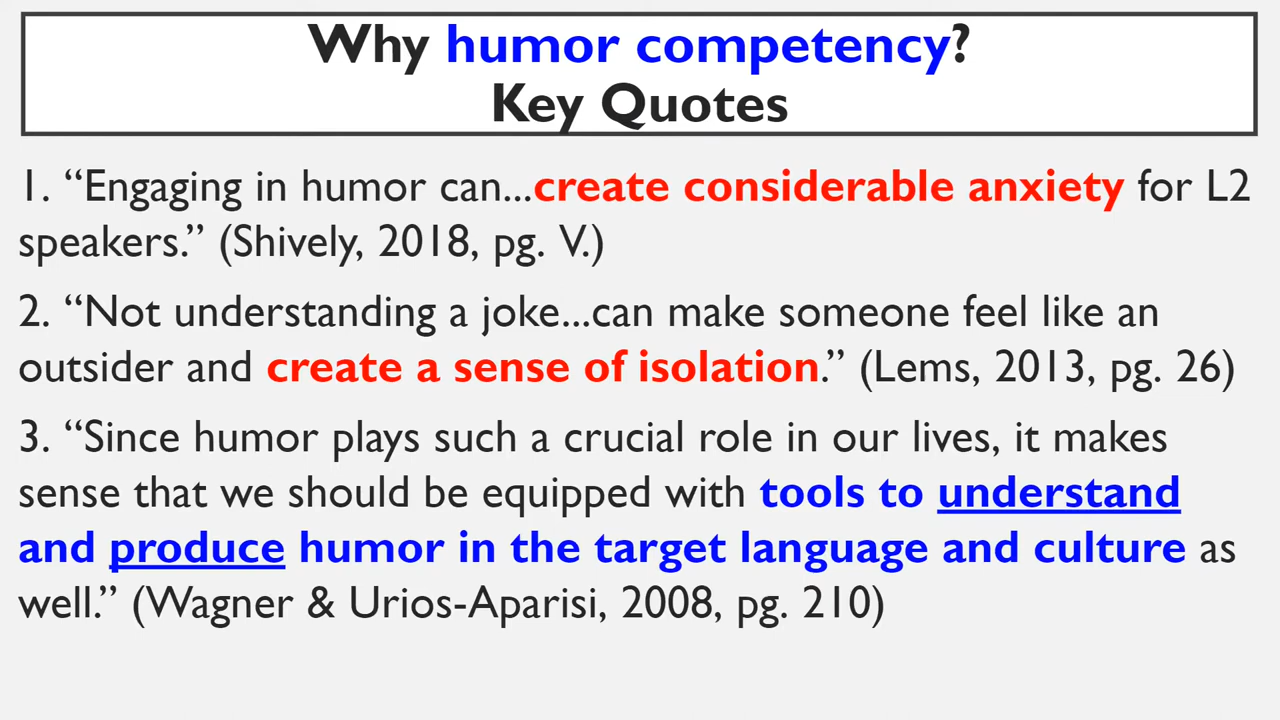 Why humor competency?
Key Quotes
1. “Engaging in humor can...create considerable anxiety for L2
speakers.” (Shively, 2018, pg. V.)
2. “Not understanding a joke...can make someone feel like an
outsider and create a sense of isolation.” (Lems, 2013, pg. 26)
3. “Since humor plays such a crucial role in our lives, it makes
sense that we should be equipped with tools to understand
and produce humor in the target language and culture as
well.” (Wagner & Urios-Aparisi, 2008, pg. 210)